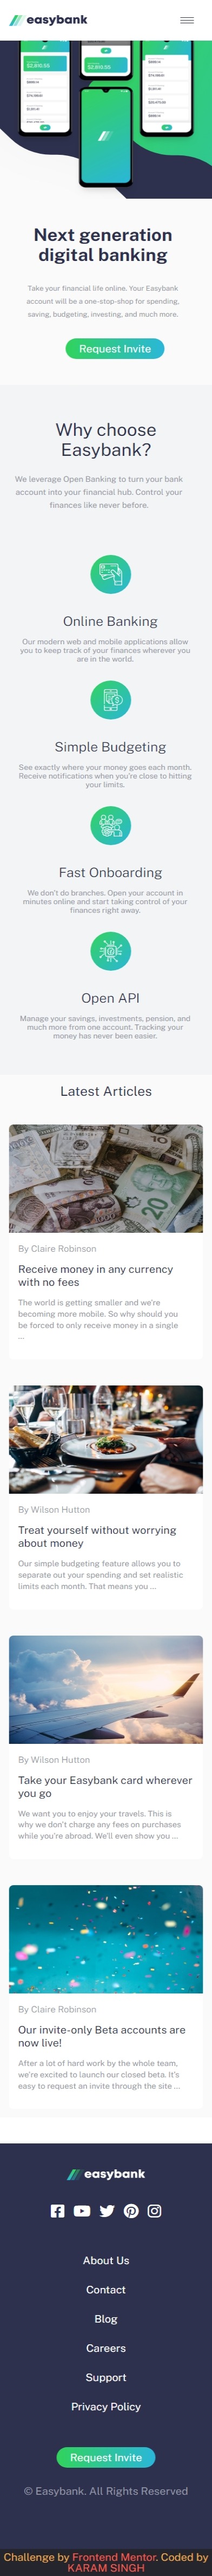 easybank
Next generation
digital banking
Take your financial life online. Your Easybank
account will be a one-stop-shop for spending,
saving, budgeting, investing, and much more.
Request Invite
Why choose
Easybank?
We leverage Open Banking to turn your bank
account into your financial hub. Control your
finances like never before.
Online Banking
Our modern web and mobile applications allow
you to keep track of your finances wherever you
are in the world.
Simple Budgeting
See exactly where your money goes each month.
Receive notifications when you're close to hitting
your limits.
Fast Onboarding
We don't do branches. Open your account in
minutes online and start taking control of your
finances right away.
Open API
Manage your savings, investments, pension, and
much more from one account. Tracking your
money has never been easier.
Latest Articles
By Claire Robinson
Receive money in any currency
with no fees
The world is getting smaller and we're
becoming more mobile. So why should you
be forced to only receive money in a single
...
By Wilson Hutton
Treat yourself without worrying
about money
Our simple budgeting feature allows you to
separate out your spending and set realistic
limits each month. That means you ...
By Wilson Hutton
Take your Easybank card wherever
you go
We want you to enjoy your travels. This is
why we don't charge any fees on purchases
while you're abroad. We'll even show you ...
By Claire Robinson
Our invite-only Beta accounts are
now live!
After a lot of hard work by the whole team,
we're excited to launch our closed beta. It's
easy to request an invite through the site ...
easybank
About Us
Contact
Blog
Careers
Support
Privacy Policy
Request Invite
© Easybank. All Rights Reserved
Challenge by Frontend Mentor. Coded by
KARAM SINGH